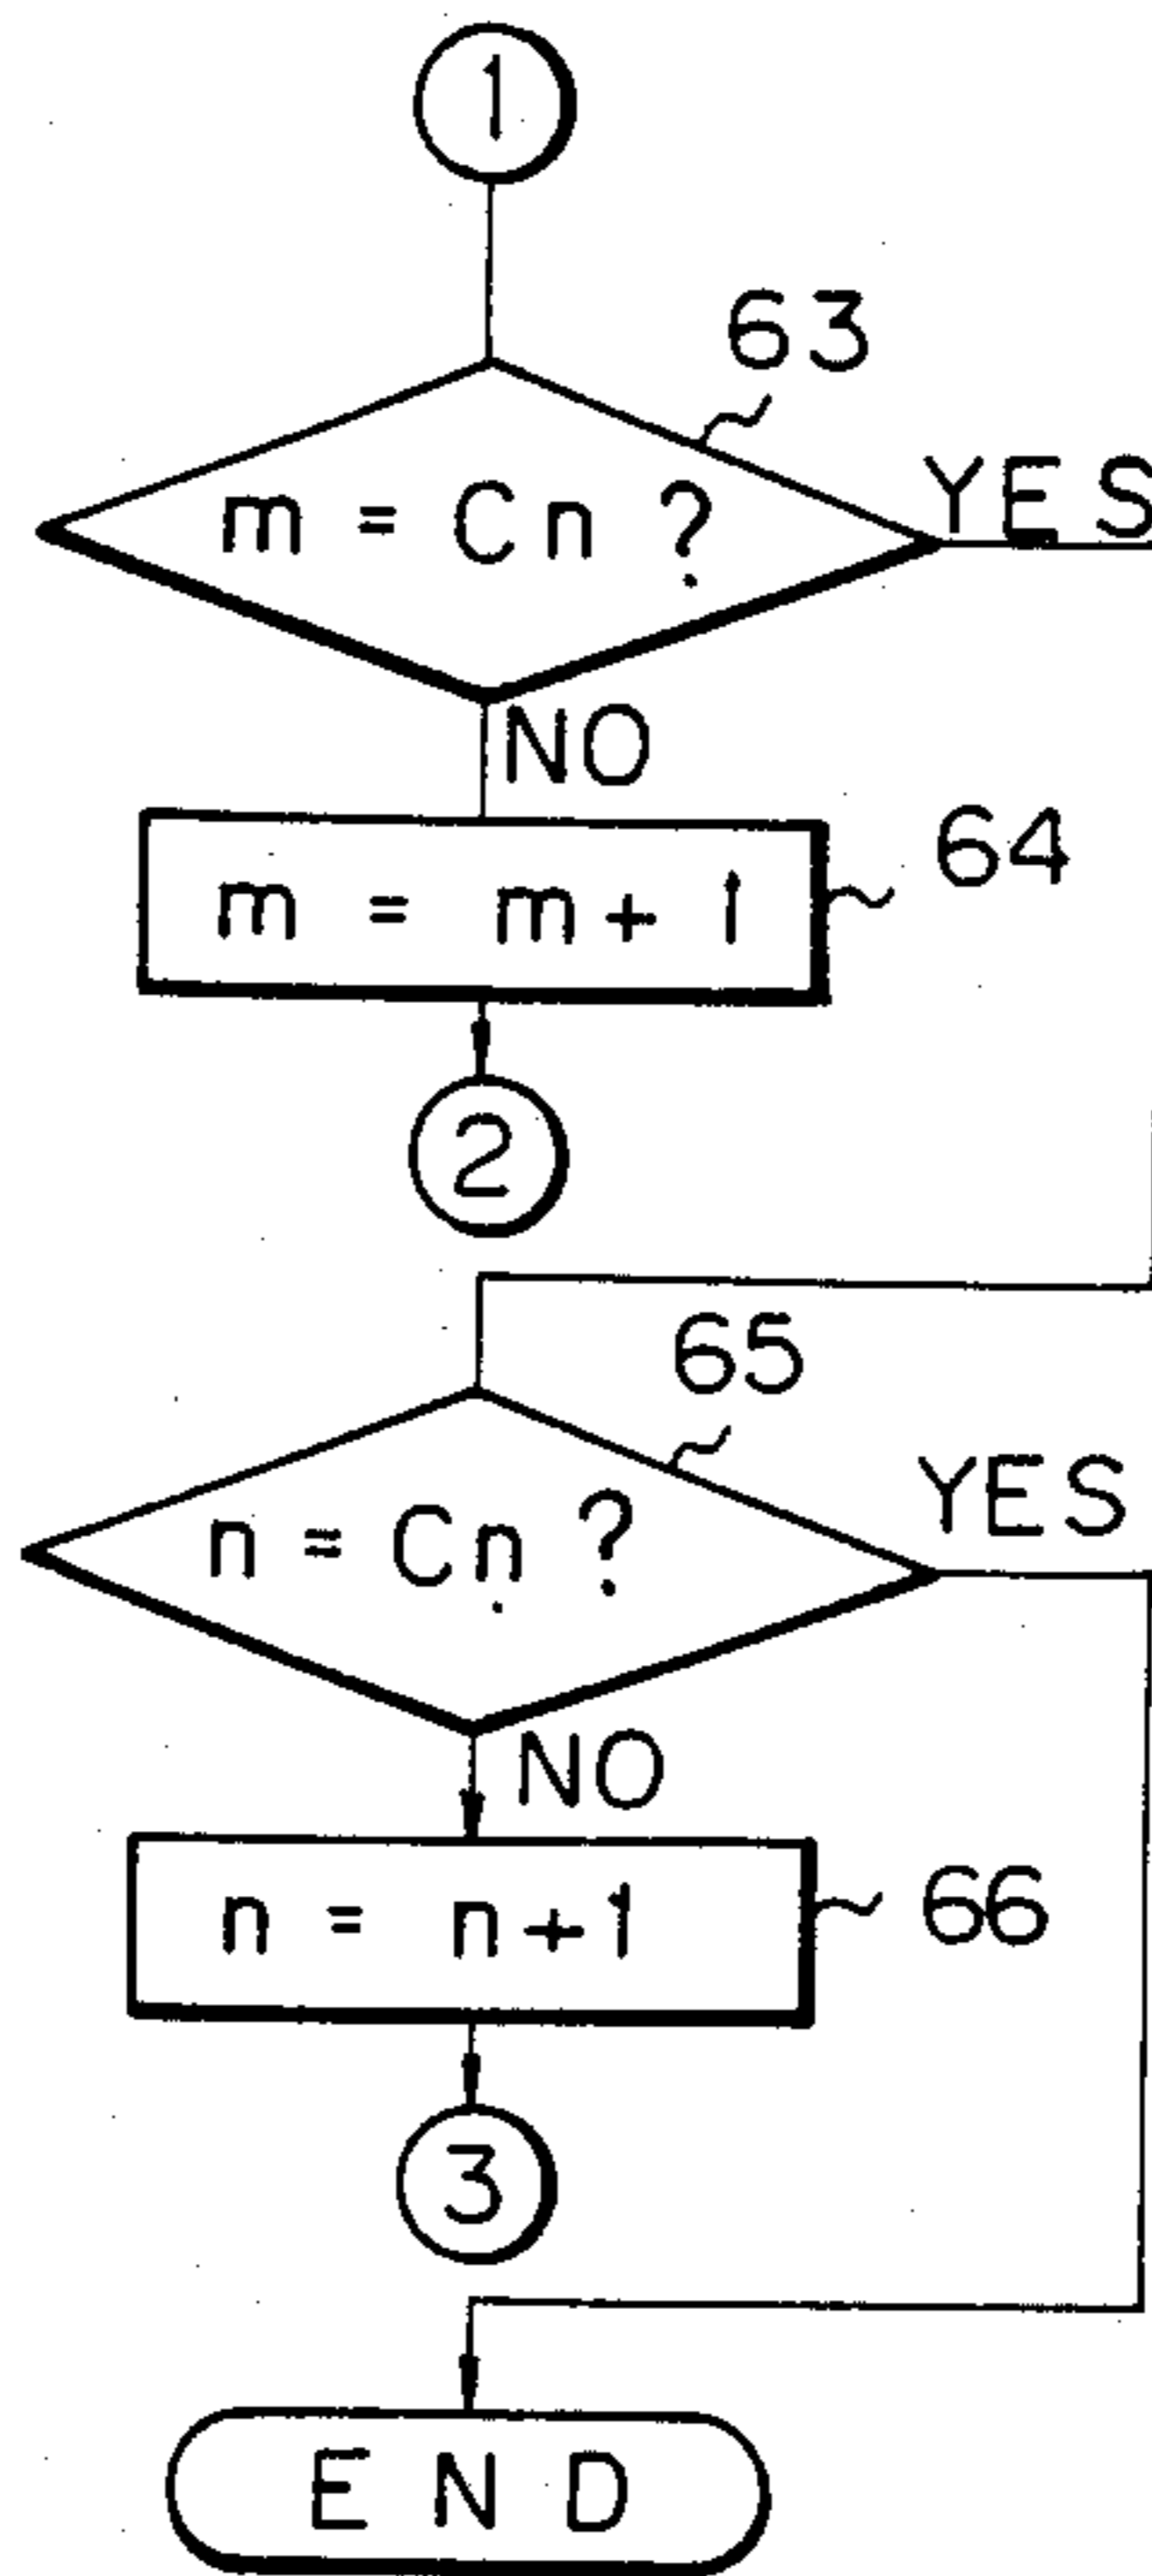 1
63
m = Cn ?
YES
NO
64
m = m + 1
2
65
n = Cn ?
YES
NO
66
n = n + 1
3
END